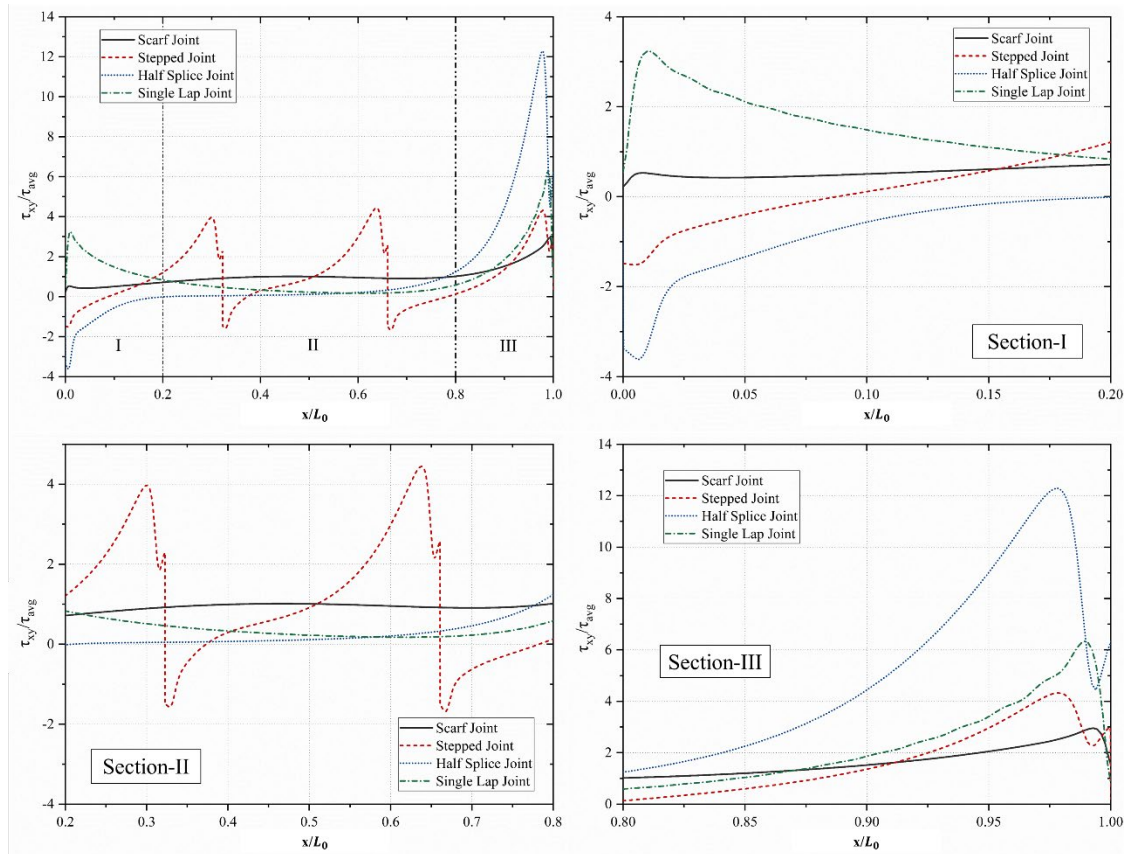 14
12
10
8
6
4
2
0
-2
-4
τxy/τavg
Scarf Joint
Stepped Joint
Half Splice Joint
Single Lap Joint
I
II
III
0.0
0.2
0.4
0.6
0.8
1.0
x/L0
4
2
0
-2
-4
τxy/τavg
Scarf Joint
Stepped Joint
Half Splice Joint
Single Lap Joint
Section-I
0.00
0.05
0.10
0.15
0.20
x/L0
4
2
0
-2
-4
τxy/τavg
Section-II
Scarf Joint
Stepped Joint
Half Splice Joint
Single Lap Joint
0.2
0.3
0.4
0.5
0.6
0.7
0.8
x/L0
14
12
10
8
6
4
2
0
τxy/τavg
Scarf Joint
Stepped Joint
Half Splice Joint
Single Lap Joint
Section-III
0.80
0.85
0.90
0.95
1.00
x/L0